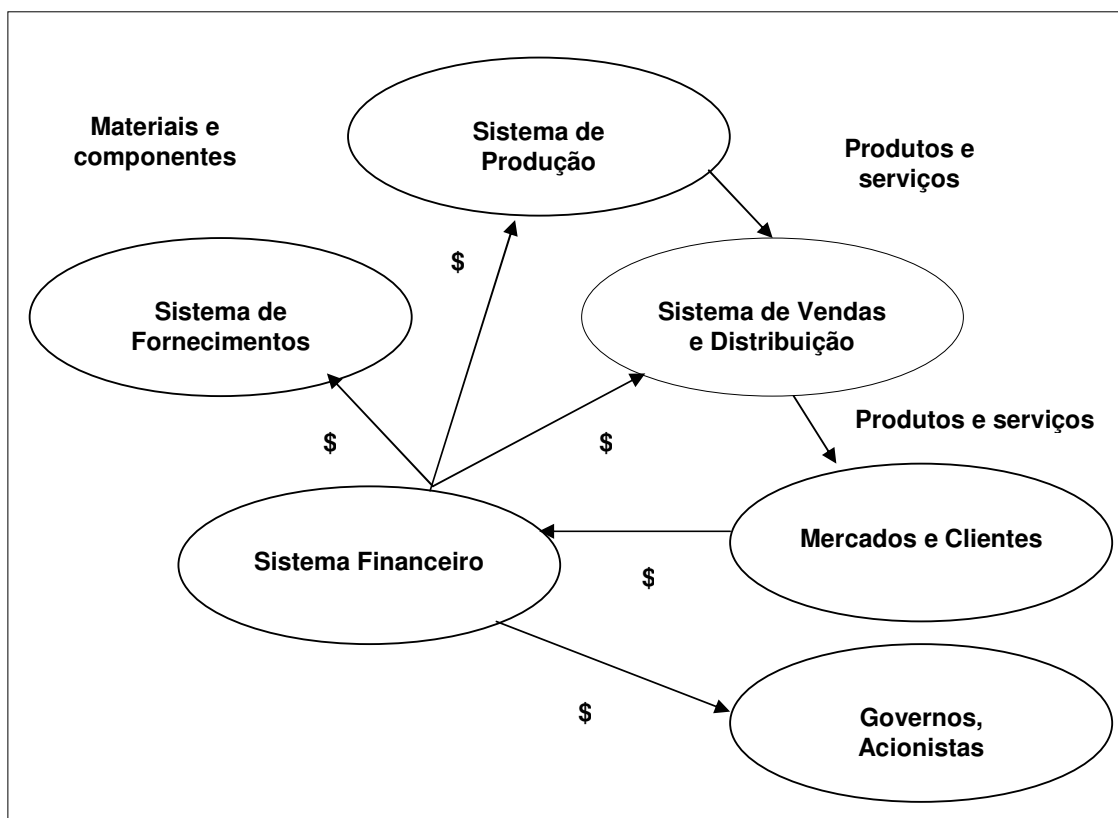 Materiais e
componentes
Sistema de
Produção
Produtos e
serviços
$
Sistema de
Fornecimentos
Sistema de Vendas
e Distribuição
$
$
Produtos e serviços
Sistema Financeiro
Mercados e Clientes
$
$
Governos,
Acionistas